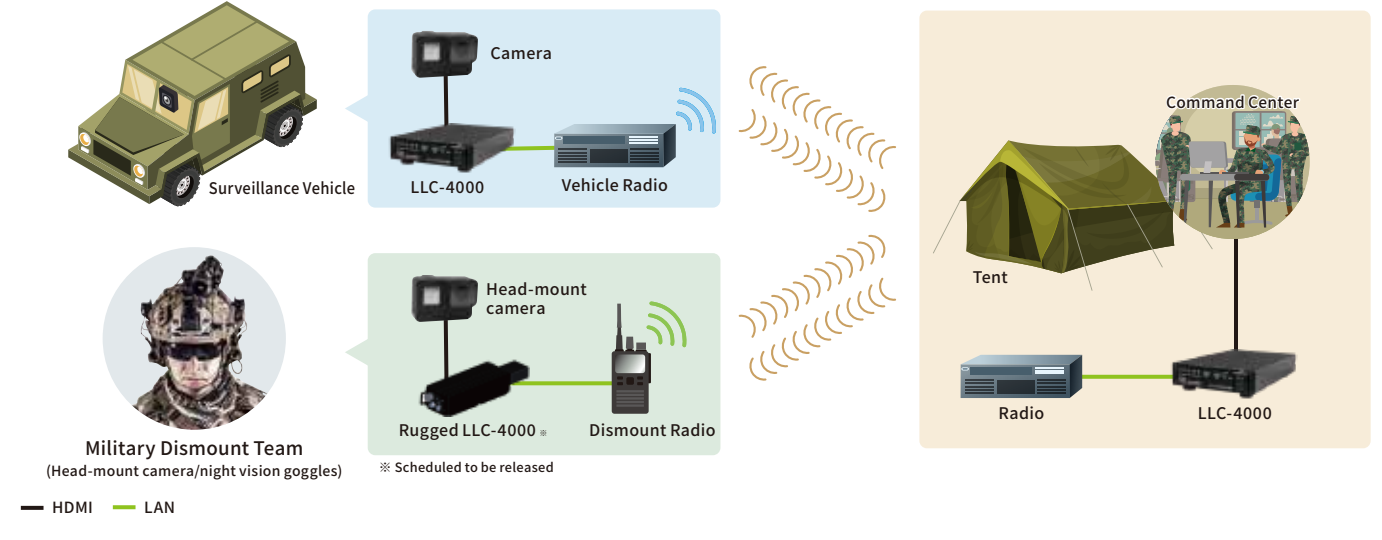 Camera
LLC-4000
Vehicle Radio
Surveillance Vehicle
Command Center
Tent
Head-mount
camera
Rugged LLC-4000 ※
Dismount Radio
※ Scheduled to be released
Military Dismount Team
(Head-mount camera/night vision goggles)
Radio
LLC-4000
HDMI
LAN